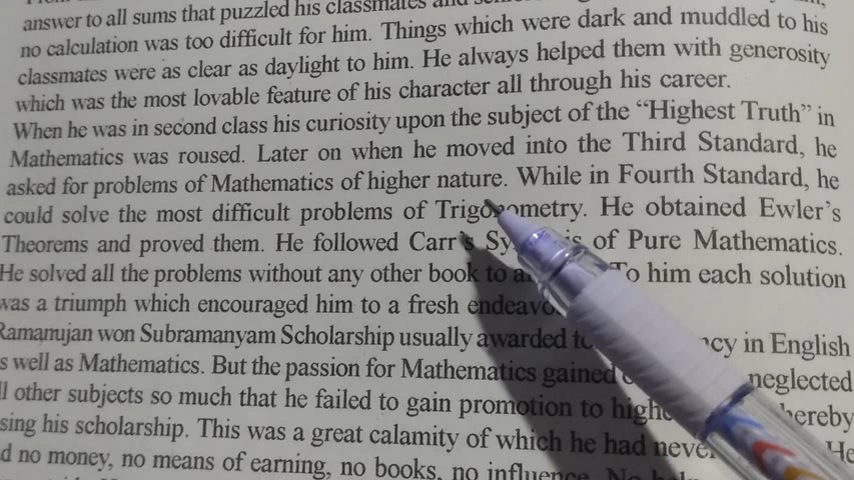 answer to all sums that puzzled his classmates and
no calculation was too difficult for him. Things which were dark and muddled to his
classmates were as clear as daylight to him. He always helped them with generosity
which was the most lovable feature of his character all through his career.
When he was in second class his curiosity upon the subject of the “Highest Truth” in
Mathematics was roused. Later on when he moved into the Third Standard, he
asked for problems of Mathematics of higher nature. While in Fourth Standard, he
could solve the most difficult problems of Trigonometry. He obtained Ewler’s
Theorems and proved them. He followed Carr’s of Pure Mathematics.
He solved all the problems without any other book to To him each solution
was a triumph which encouraged him to a fresh
Ramanujan won Subramanyam Scholarship usually awarded in English
as well as Mathematics. But the passion for Mathematics gained neglected
other subjects so much that he failed to gain promotion to
his scholarship. This was a great calamity of which he had He
no money, no means of earning, no books, no influence.